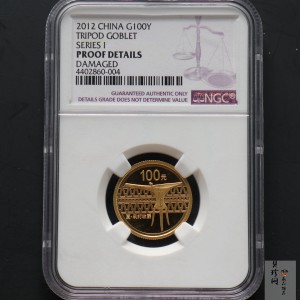 2012 CHINA G100Y
TRIPOD GOBLET
SERIES I
PROOF DETAILS
DAMAGED
4402860-004
GUARANTEED AUTHENTIC ONLY
DETAILS GRADE DOES NOT DETERMINE VALUE
NGC
100元